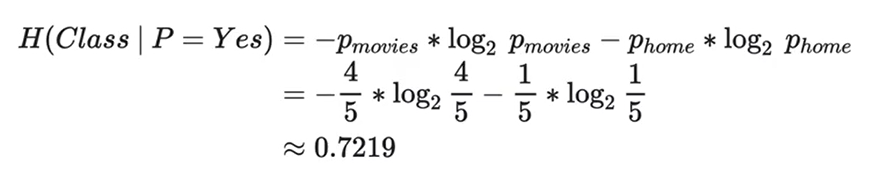 H(Class | P = Yes) = −p_movies * log₂ p_movies − p_home * log₂ p_home
= −4/5 * log₂ 4/5 − 1/5 * log₂ 1/5
≈ 0.7219